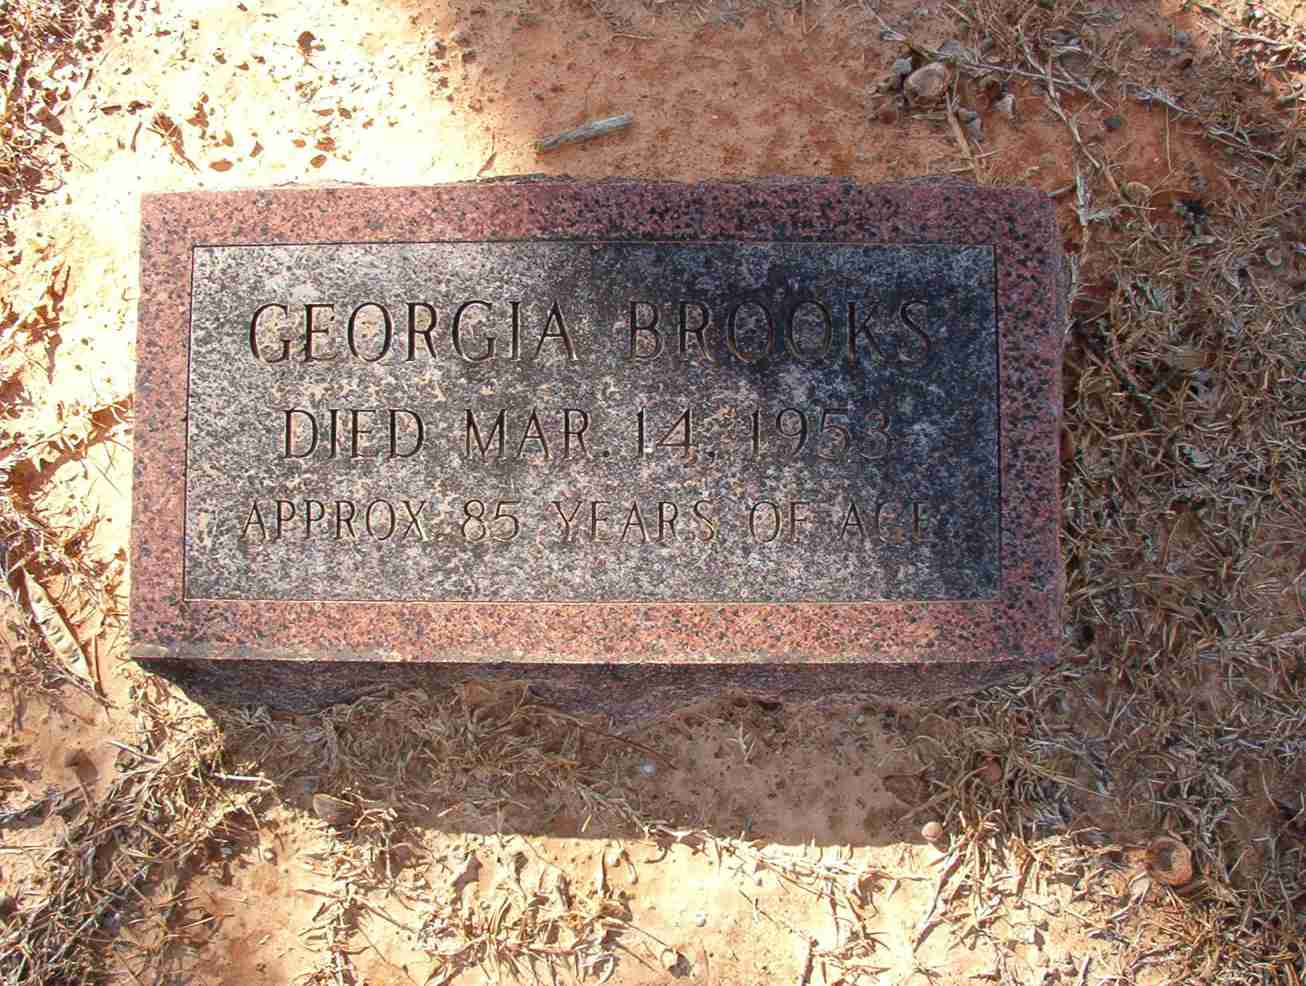 GEORGIA BROOKS
DIED MAR. 14, 1953
APPROX 85 YEARS OF AGE